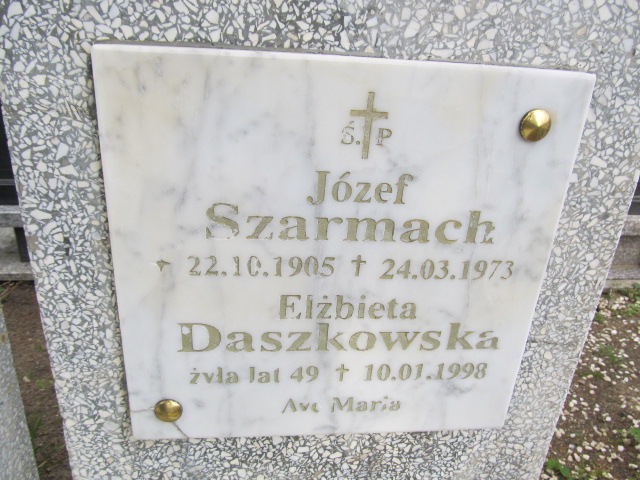 Ś.P
Józef
Szarmach
* 22.10.1905 † 24.03.1973
Elżbieta
Daszkowska
żyła lat 49 † 10.01.1998
Ave Maria